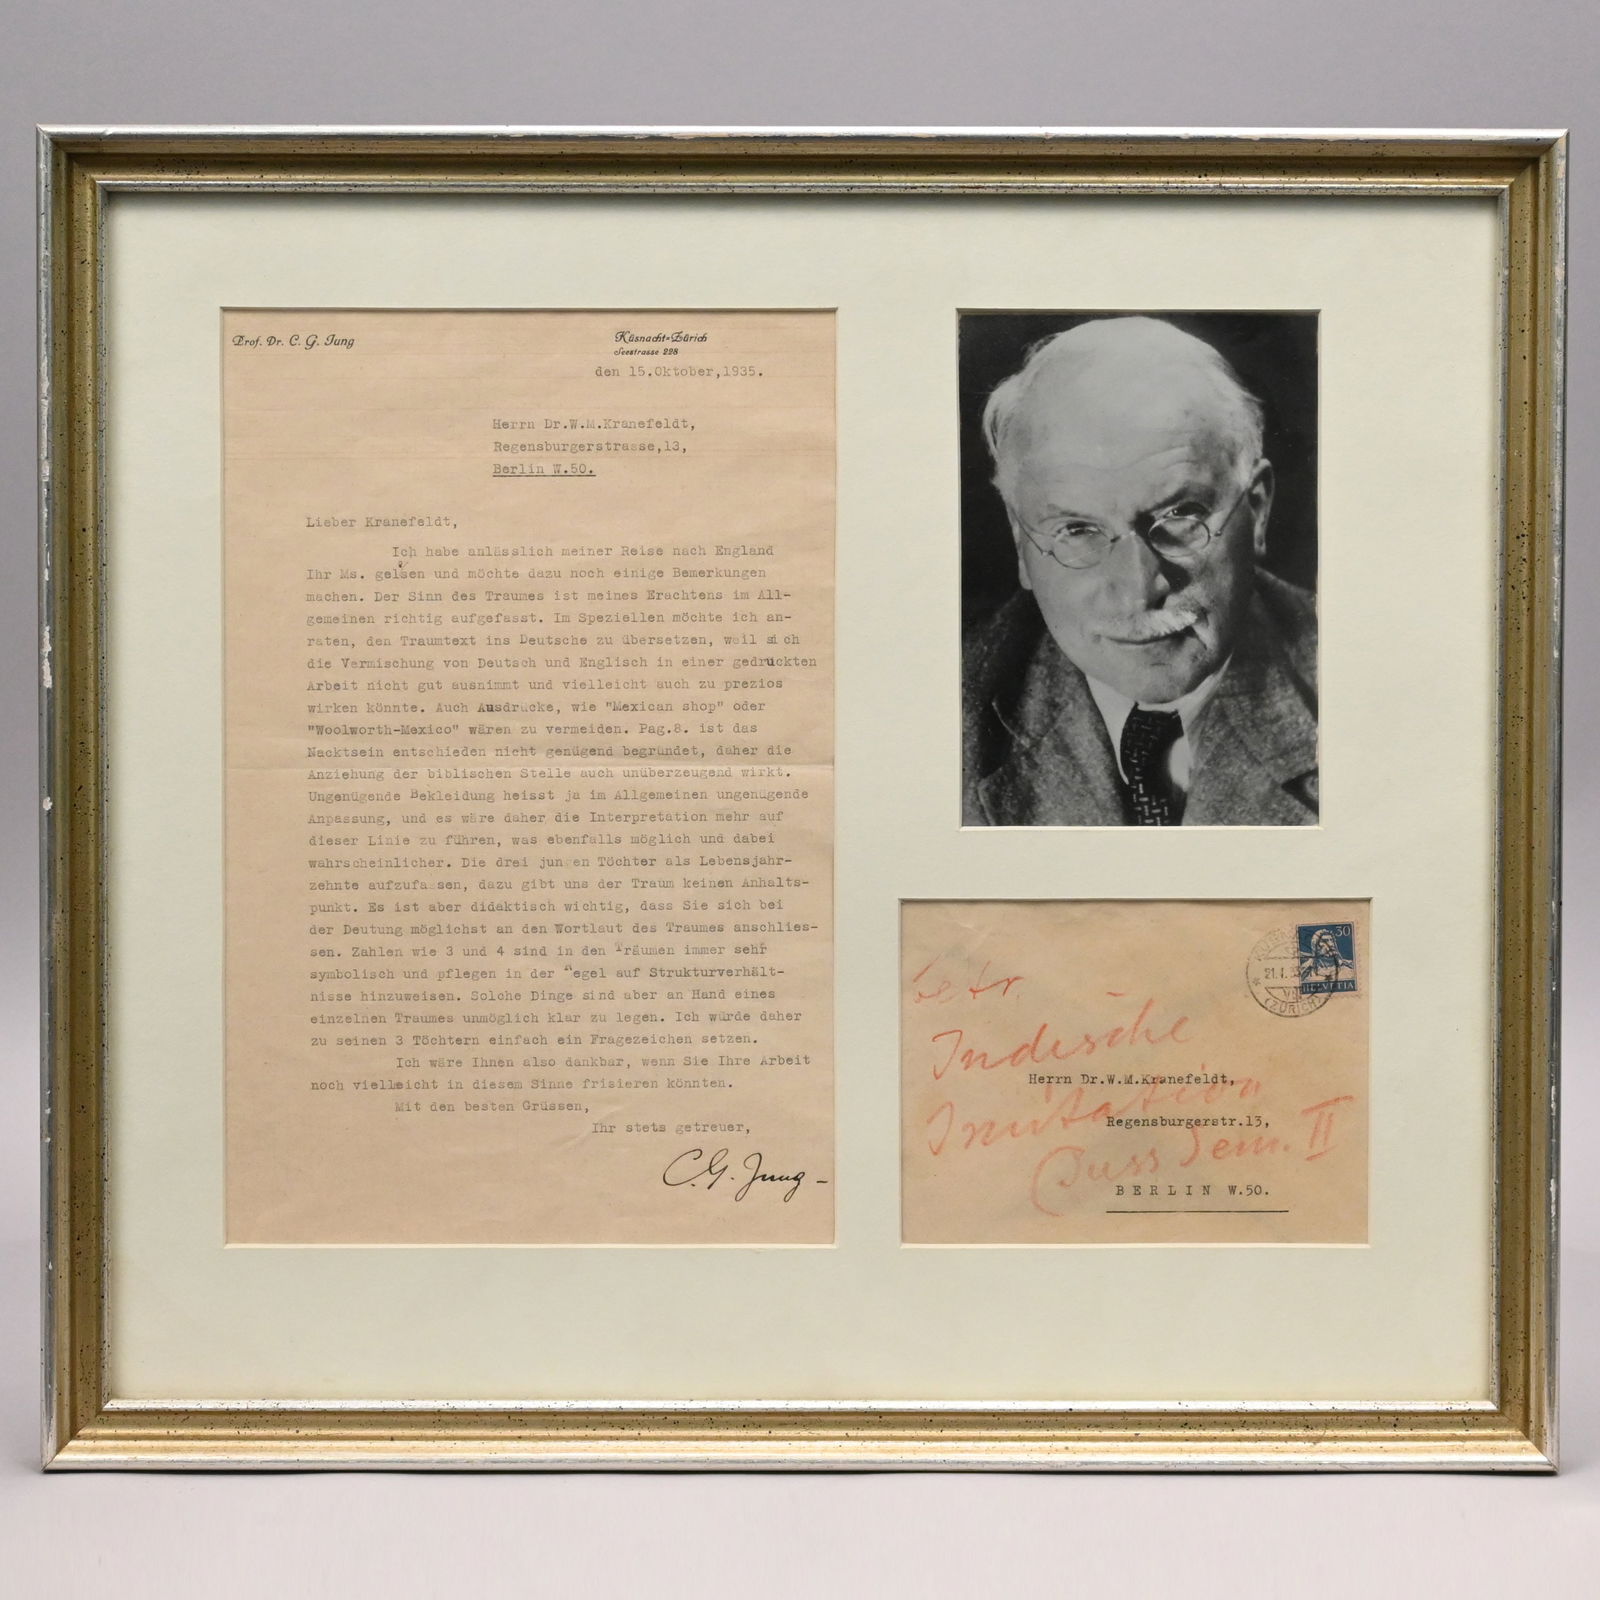 Prof. Dr. C. G. Jung
Küsnacht=Zürich
Seestrasse 228
den 15.Oktober,1935.
Herrn Dr.W.M.Kranefeldt,
Regensburgerstrasse,13,
Berlin W.50.
Lieber Kranefeldt,
Ich habe anlässlich meiner Reise nach England
Ihr Ms. gelesen und möchte dazu noch einige Bemerkungen
machen. Der Sinn des Traumes ist meines Erachtens im All-
gemeinen richtig aufgefasst. Im Speziellen möchte ich an-
raten, den Traumtext ins Deutsche zu übersetzen, weil sich
die Vermischung von Deutsch und Englisch in einer gedruckten
Arbeit nicht gut ausnimmt und vielleicht auch zu prezios
wirken könnte. Auch Ausdrücke, wie "Mexican shop" oder
"Woolworth-Mexico" wären zu vermeiden. Pag.8. ist das
Nacktsein entschieden nicht genügend begründet, daher die
Anziehung der biblischen Stelle auch unüberzeugend wirkt.
Ungenügende Bekleidung heisst ja im Allgemeinen ungenügende
Anpassung, und es wäre daher die Interpretation mehr auf
dieser Linie zu führen, was ebenfalls möglich und dabei
wahrscheinlicher. Die drei jungen Töchter als Lebensjahr-
zehnte aufzufassen, dazu gibt uns der Traum keinen Anhalts-
punkt. Es ist aber didaktisch wichtig, dass Sie sich bei
der Deutung möglichst an den Wortlaut des Traumes anschlies-
sen. Zahlen wie 3 und 4 sind in den Träumen immer sehr
symbolisch und pflegen in der Regel auf Strukturverhält-
nisse hinzuweisen. Solche Dinge sind aber an Hand eines
einzelnen Traumes unmöglich klar zu legen. Ich würde daher
zu seinen 3 Töchtern einfach ein Fragezeichen setzen.
Ich wäre Ihnen also dankbar, wenn Sie Ihre Arbeit
noch vielleicht in diesem Sinne frisieren könnten.
Mit den besten Grüssen,
Ihr stets getreuer,
C. G. Jung
30
HELVETIA
21.I.
VIII
(ZÜRICH)
betr.
Indische
Herrn Dr.W.M.Kranefeldt,
Imitation
Regensburgerstr.13,
Sem. II
BERLIN W.50.